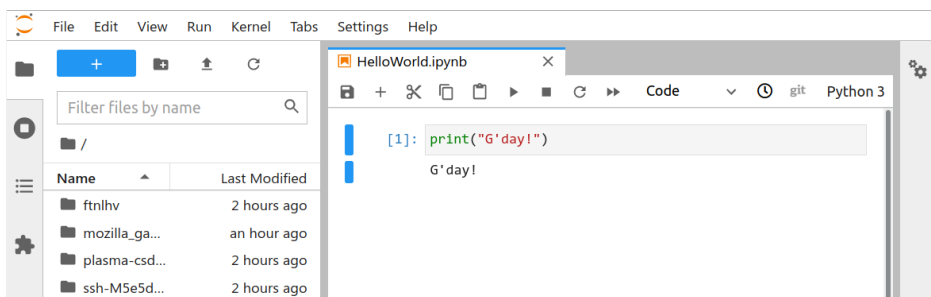 File Edit View Run Kernel Tabs Settings Help
HelloWorld.ipynb
Code git Python 3
Filter files by name
/
Name Last Modified
ftnlhv 2 hours ago
mozilla_ga... an hour ago
plasma-csd... 2 hours ago
ssh-M5e5d... 2 hours ago
[1]: print("G'day!")
G'day!